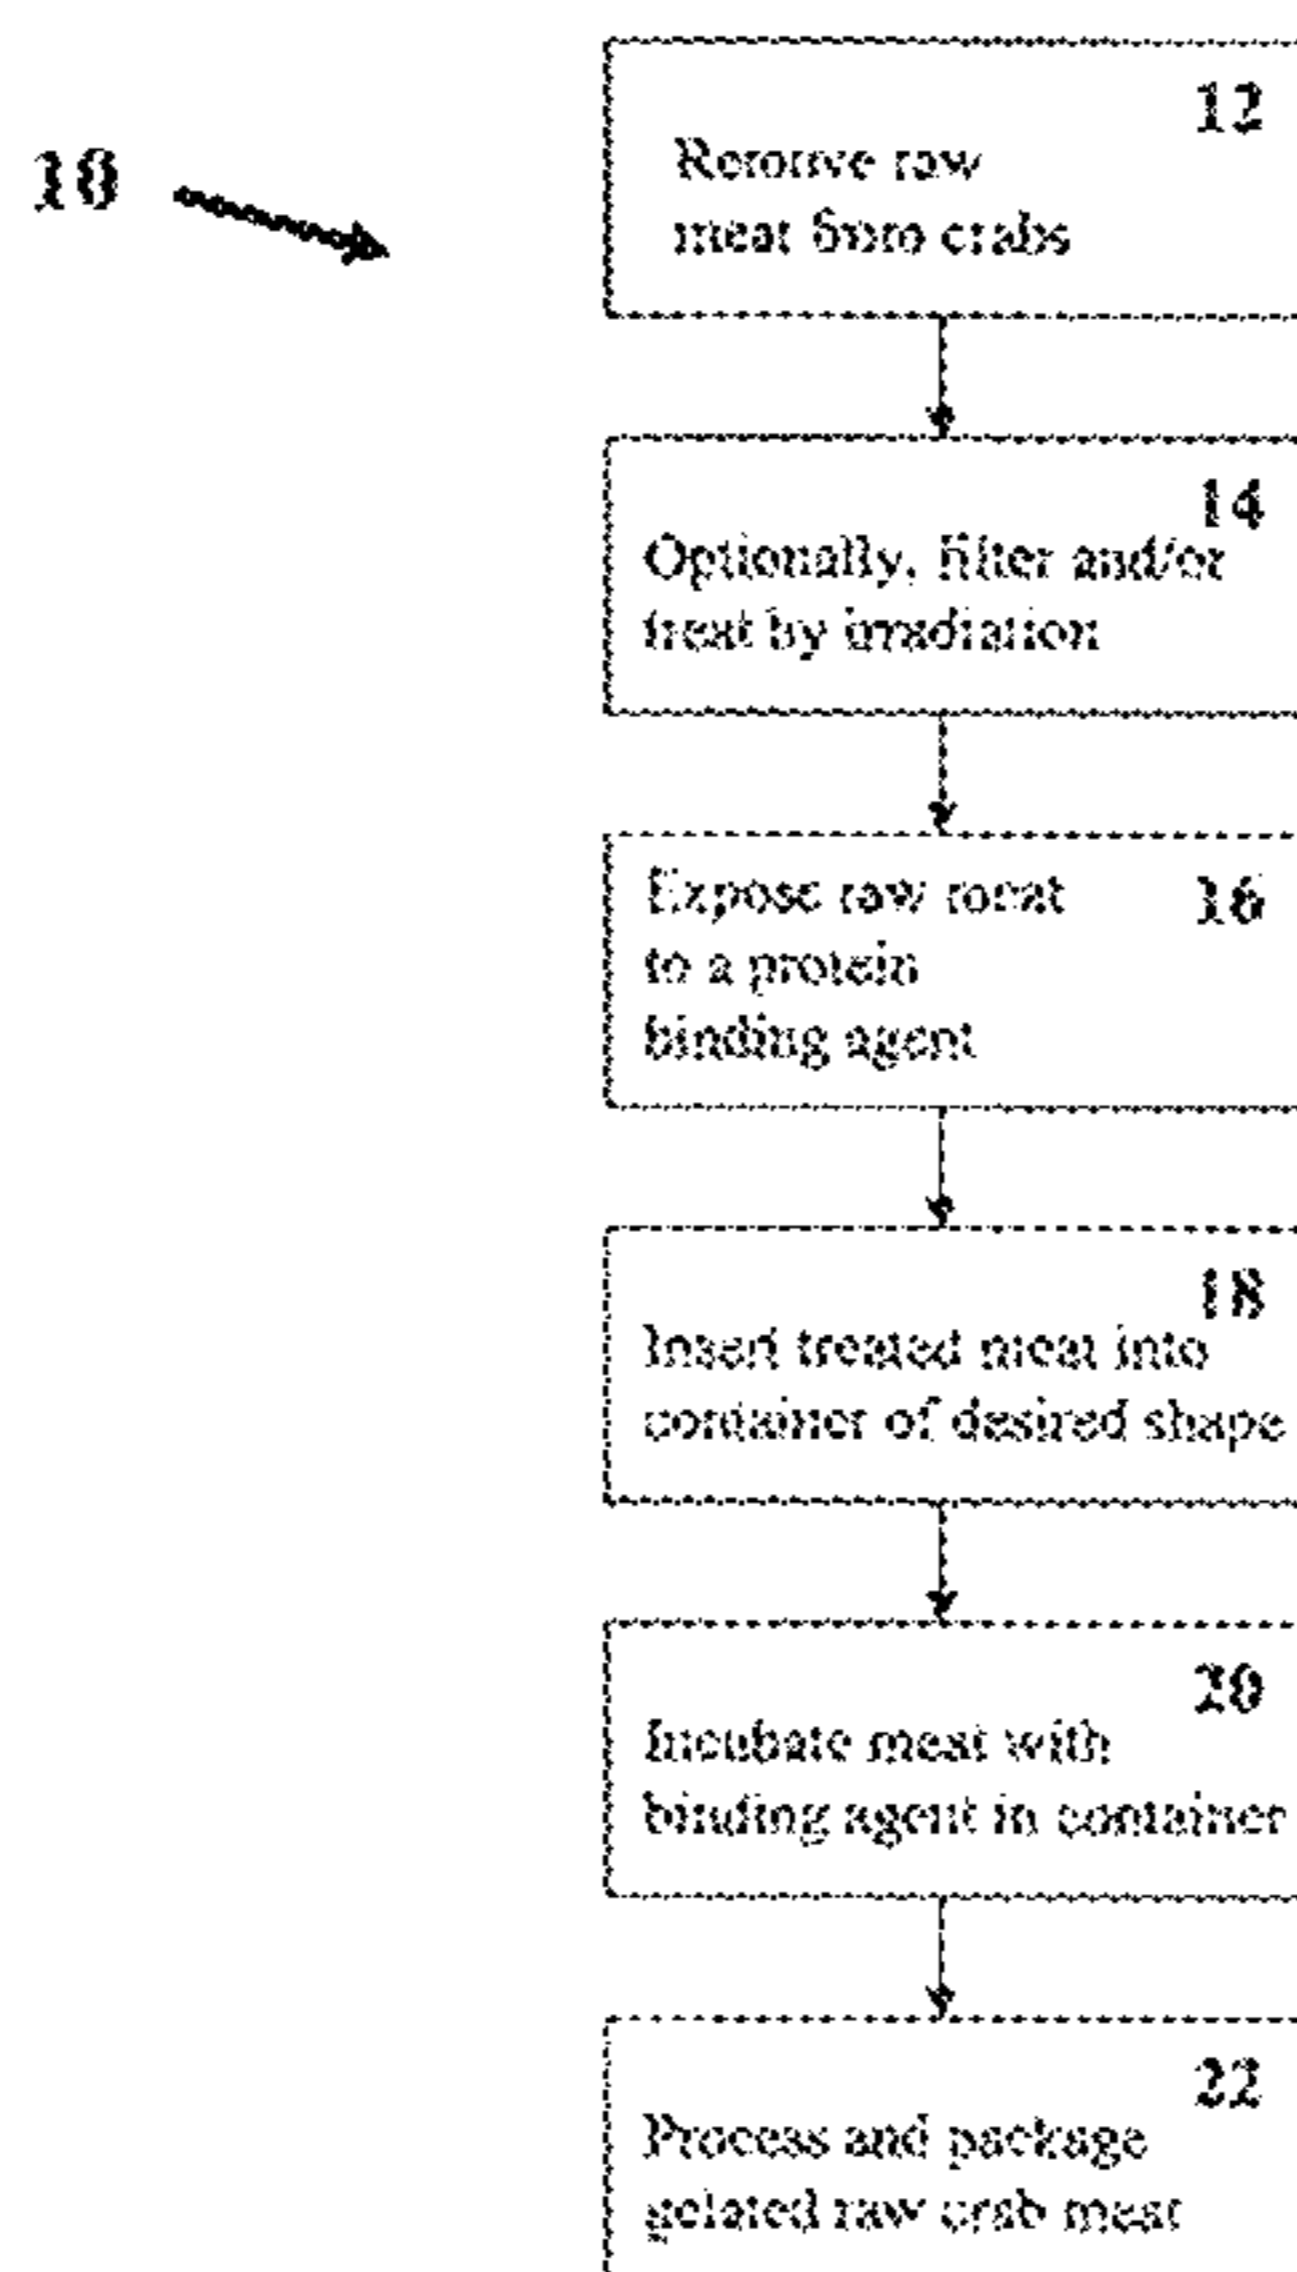 10
12
Remove raw
meat from crabs
14
Optionally, filter and/or
treat by irradiation
Expose raw meat
16
to a protein
binding agent
18
Insert treated meat into
container of desired shape
20
Incubate meat with
binding agent in container
22
Process and package
gelated raw crab meat